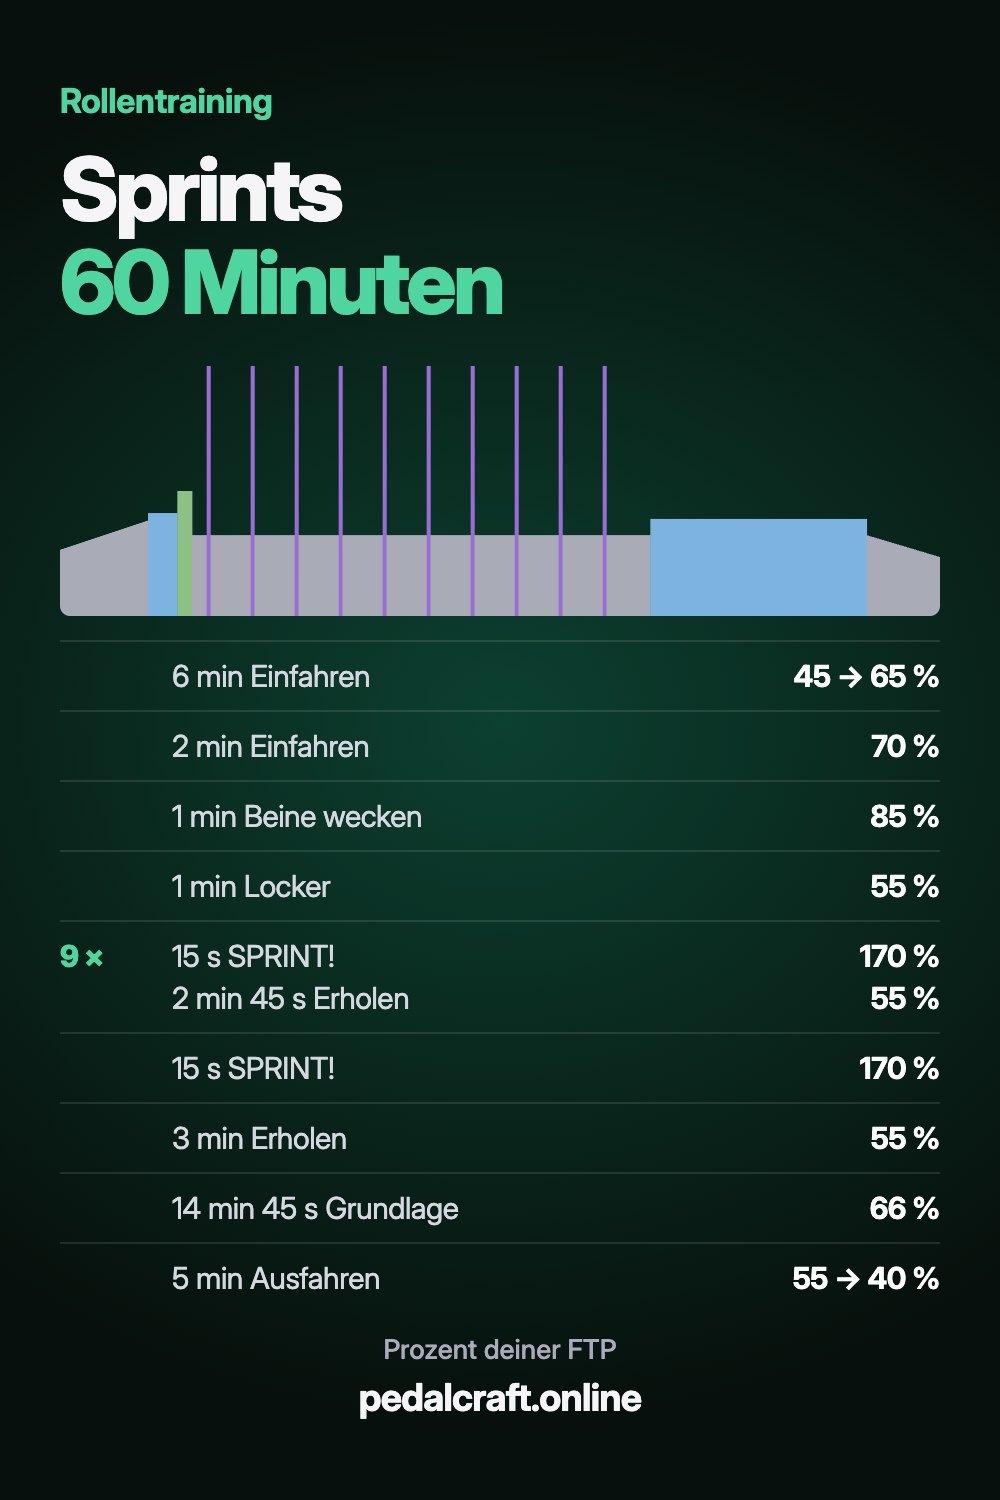 Rollentraining
Sprints
60 Minuten
6 min Einfahren 45 → 65 %
2 min Einfahren 70 %
1 min Beine wecken 85 %
1 min Locker 55 %
9 × 15 s SPRINT! 170 %
2 min 45 s Erholen 55 %
15 s SPRINT! 170 %
3 min Erholen 55 %
14 min 45 s Grundlage 66 %
5 min Ausfahren 55 → 40 %
Prozent deiner FTP
pedalcraft.online